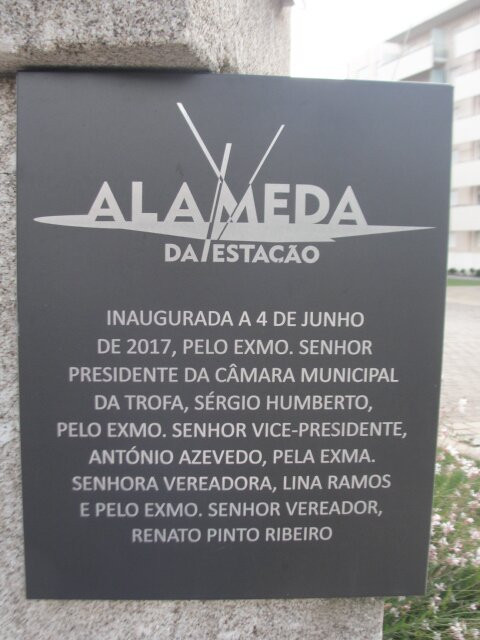 ALAMEDA
DA ESTAÇÃO
INAUGURADA A 4 DE JUNHO
DE 2017, PELO EXMO. SENHOR
PRESIDENTE DA CÂMARA MUNICIPAL
DA TROFA, SÉRGIO HUMBERTO,
PELO EXMO. SENHOR VICE-PRESIDENTE,
ANTÓNIO AZEVEDO, PELA EXMA.
SENHORA VEREADORA, LINA RAMOS
E PELO EXMO. SENHOR VEREADOR,
RENATO PINTO RIBEIRO